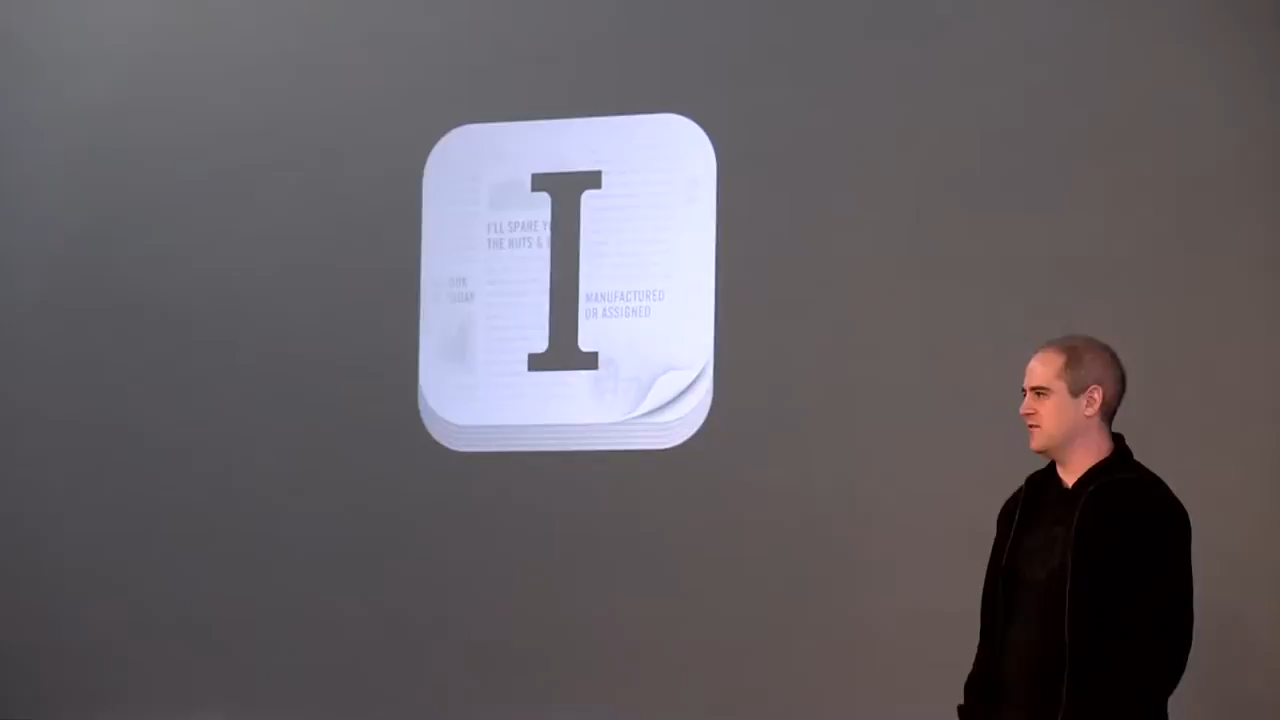 I
I'LL SPARE Y
THE NUTS &
MANUFACTURED
OR ASSIGNED